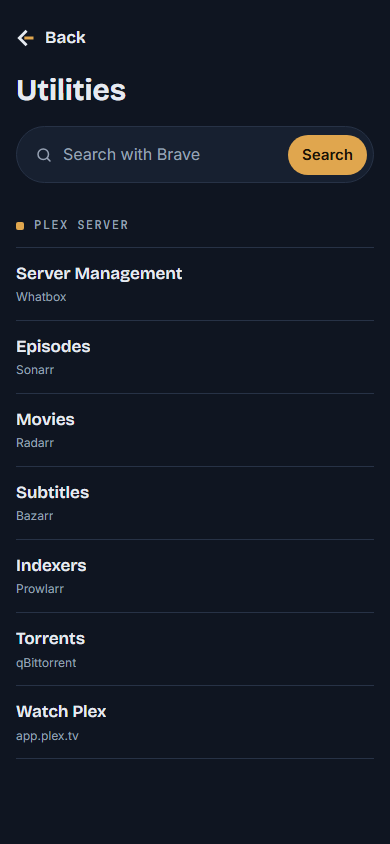 Back
Utilities
Search with Brave
Search
PLEX SERVER
Server Management
Whatbox
Episodes
Sonarr
Movies
Radarr
Subtitles
Bazarr
Indexers
Prowlarr
Torrents
qBittorrent
Watch Plex
app.plex.tv